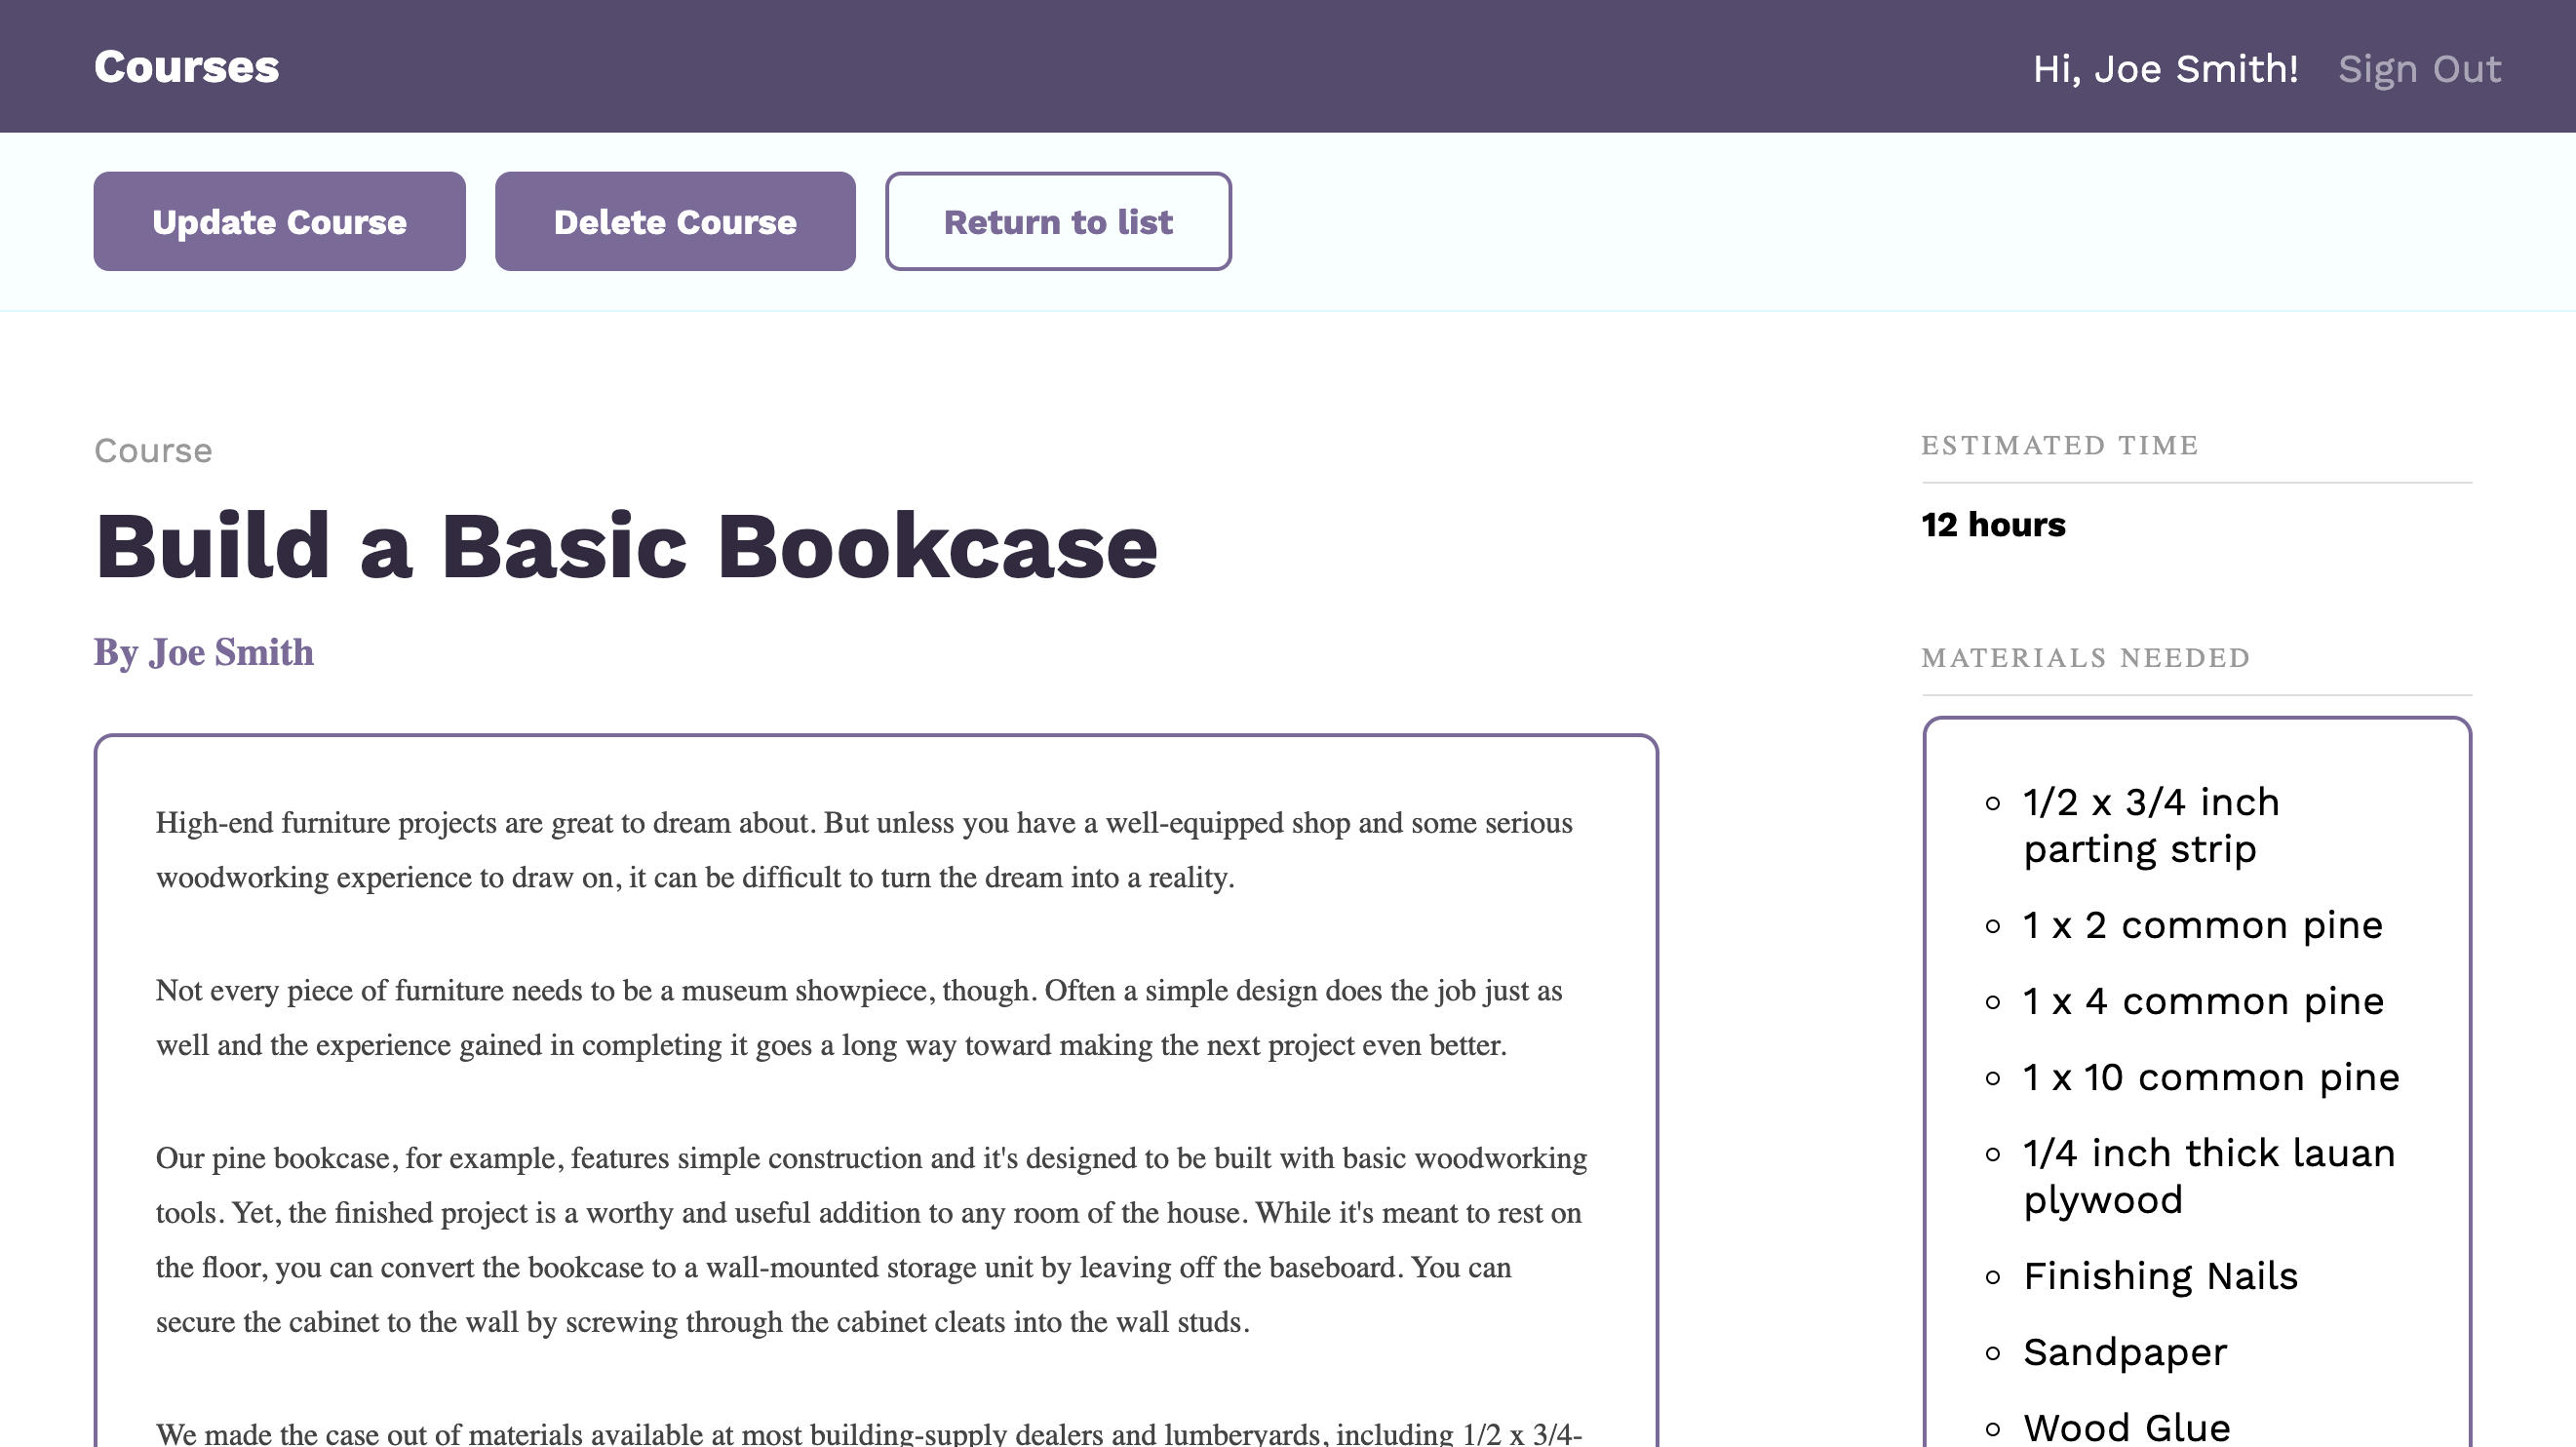 Courses
Hi, Joe Smith!
Sign Out
Update Course
Delete Course
Return to list
Course
Build a Basic Bookcase
By Joe Smith
High-end furniture projects are great to dream about. But unless you have a well-equipped shop and some serious
woodworking experience to draw on, it can be difficult to turn the dream into a reality.
Not every piece of furniture needs to be a museum showpiece, though. Often a simple design does the job just as
well and the experience gained in completing it goes a long way toward making the next project even better.
Our pine bookcase, for example, features simple construction and it's designed to be built with basic woodworking
tools. Yet, the finished project is a worthy and useful addition to any room of the house. While it's meant to rest on
the floor, you can convert the bookcase to a wall-mounted storage unit by leaving off the baseboard. You can
secure the cabinet to the wall by screwing through the cabinet cleats into the wall studs.
We made the case out of materials available at most building-supply dealers and lumberyards, including 1/2 x 3/4-
ESTIMATED TIME
12 hours
MATERIALS NEEDED
1/2 x 3/4 inch
parting strip
1 x 2 common pine
1 x 4 common pine
1 x 10 common pine
1/4 inch thick lauan
plywood
Finishing Nails
Sandpaper
Wood Glue